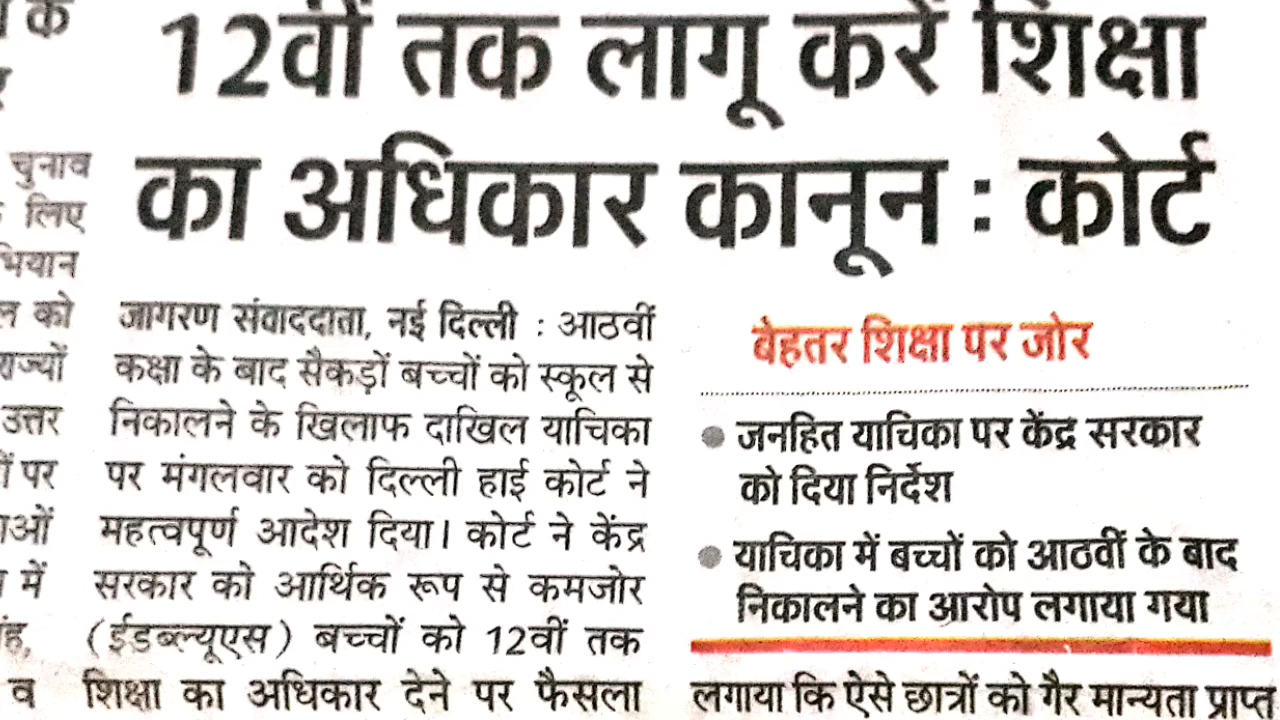 12वीं तक लागू करें शिक्षा
का अधिकार कानून : कोर्ट
चुनाव
लिए
को
उत्तर
पर
में
व
जागरण संवाददाता, नई दिल्ली : आठवीं
कक्षा के बाद सैकड़ों बच्चों को स्कूल से
निकालने के खिलाफ दाखिल याचिका
पर मंगलवार को दिल्ली हाई कोर्ट ने
महत्वपूर्ण आदेश दिया। कोर्ट ने केंद्र
सरकार को आर्थिक रूप से कमजोर
(ईडब्ल्यूएस) बच्चों को 12वीं तक
शिक्षा का अधिकार देने पर फैसला
बेहतर शिक्षा पर जोर
जनहित याचिका पर केंद्र सरकार
को दिया निर्देश
याचिका में बच्चों को आठवीं के बाद
निकालने का आरोप लगाया गया
लगाया कि ऐसे छात्रों को गैर मान्यता प्राप्त